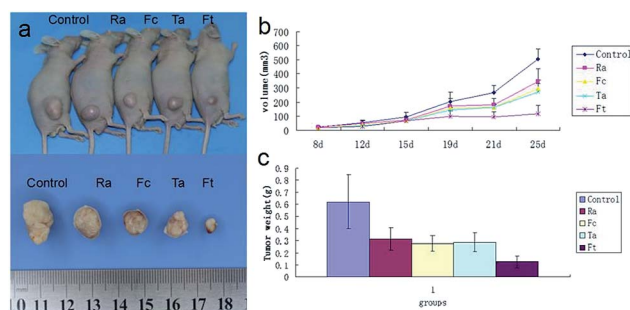 a
Control Ra Fc Ta Ft
Control Ra Fc Ta Ft
10 11 12 13 14 15 16 17 18
b
volume(mm3)
700
600
500
400
300
200
100
0
8d 12d 15d 19d 21d 25d
Control
Ra
Fc
Ta
Ft
c
Tumor weight(g)
0.9
0.8
0.7
0.6
0.5
0.4
0.3
0.2
0.1
0
1
groups
Control
Ra
Fc
Ta
Ft